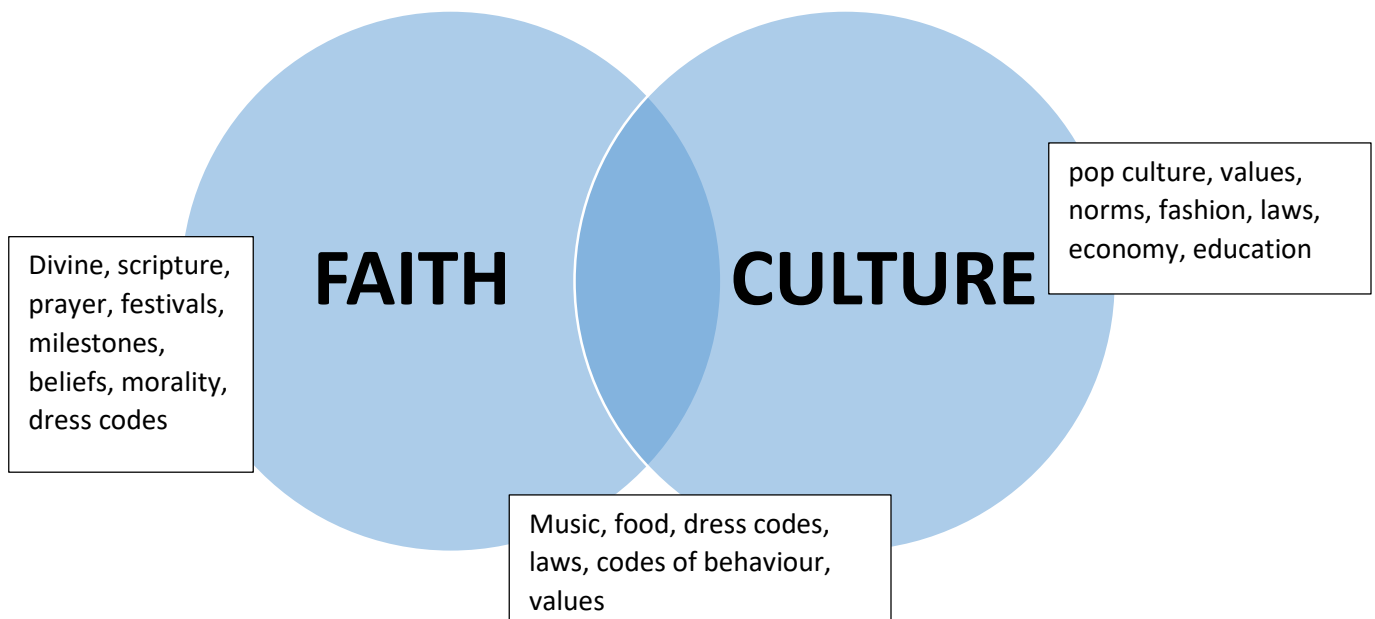 FAITH
CULTURE
Divine, scripture,
prayer, festivals,
milestones,
beliefs, morality,
dress codes
pop culture, values,
norms, fashion, laws,
economy, education
Music, food, dress codes,
laws, codes of behaviour,
values